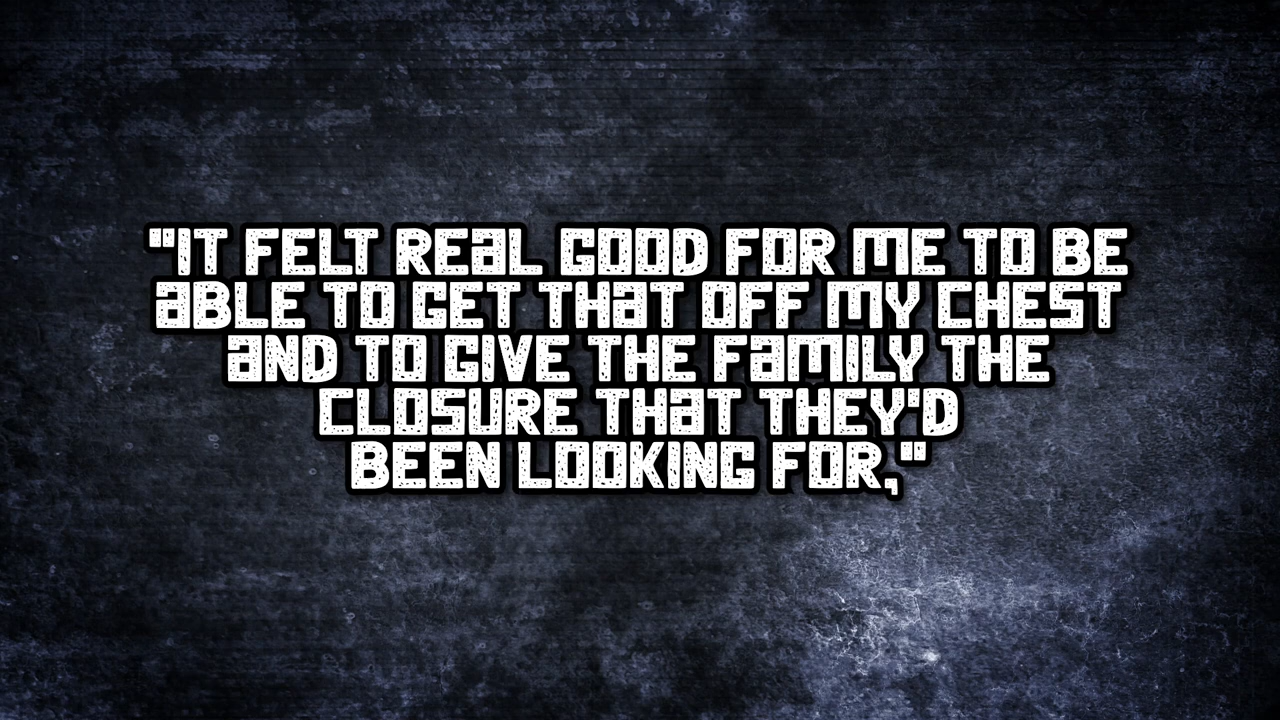 "IT FELT REAL GOOD FOR ME TO BE
ABLE TO GET THAT OFF MY CHEST
AND TO GIVE THE FAMILY THE
CLOSURE THAT THEY'D
BEEN LOOKING FOR,"